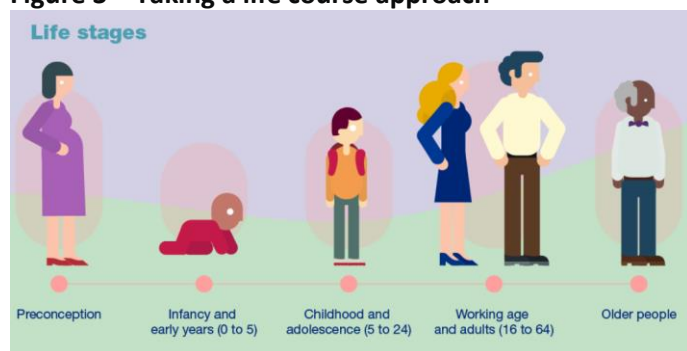 Figure – Taking a life course approach
Life stages
Preconception
Infancy and
early years (0 to 5)
Childhood and
adolescence (5 to 24)
Working age
and adults (16 to 64)
Older people